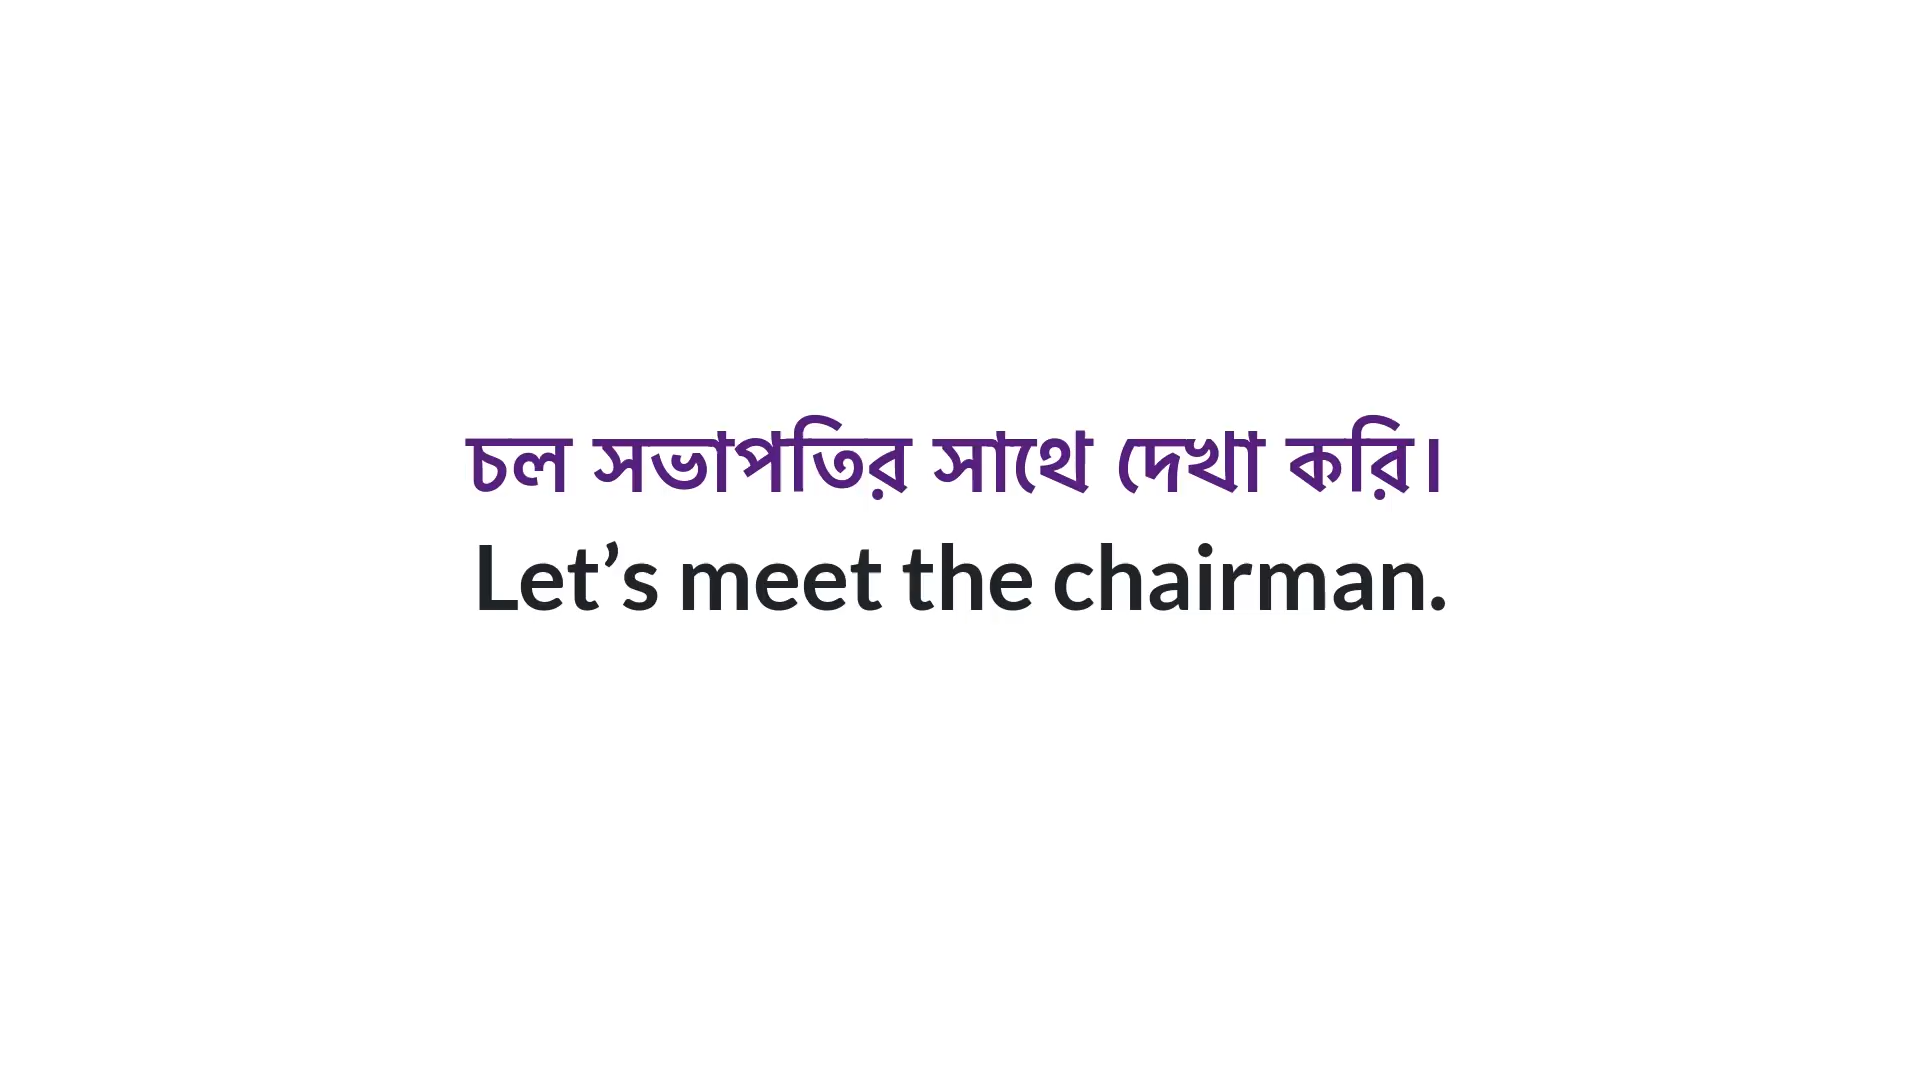 চল সভাপতির সাথে দেখা করি।
Let’s meet the chairman.